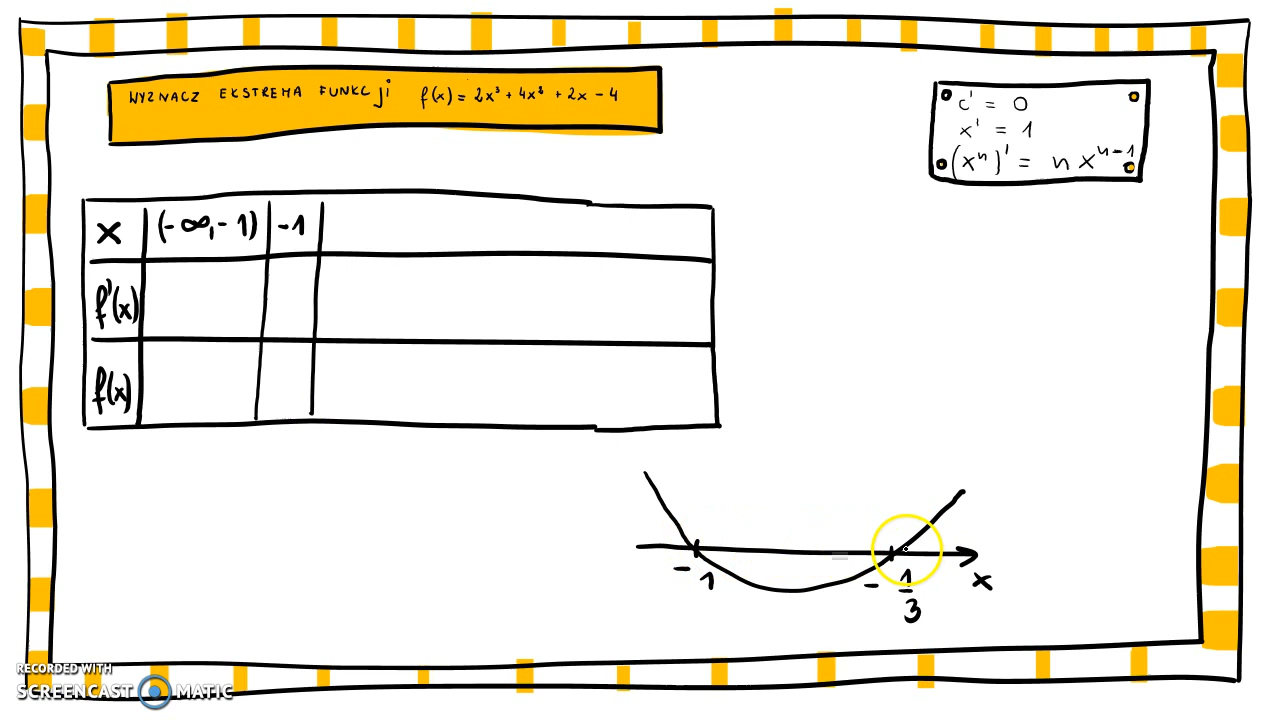 WYZNACZ EKSTREMA FUNKCji f(x) = 2x³ + 4x² + 2x - 4
c' = 0
x' = 1
(xⁿ)' = n xⁿ⁻¹
x (-∞,-1) -1
f'(x)
f(x)
-1 -1/3 x
RECORDED WITH
SCREENCAST MATIC